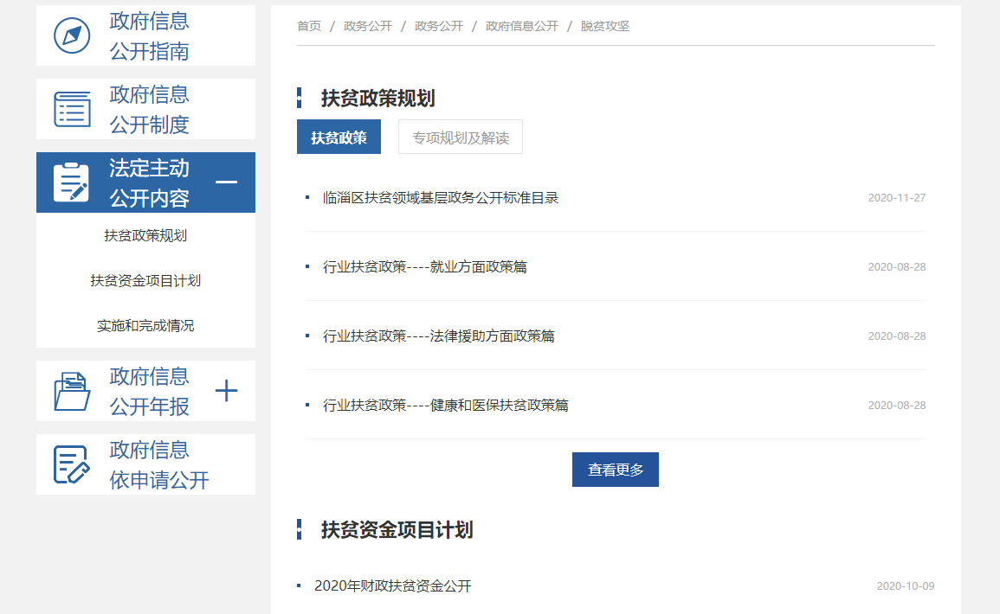 政府信息
公开指南
政府信息
公开制度
法定主动
公开内容
扶贫政策规划
扶贫资金项目计划
实施和完成情况
政府信息
公开年报
政府信息
依申请公开
首页 / 政务公开 / 政务公开 / 政府信息公开 / 脱贫攻坚
扶贫政策规划
扶贫政策 专项规划及解读
临淄区扶贫领域基层政务公开标准目录 2020-11-27
行业扶贫政策----就业方面政策篇 2020-08-28
行业扶贫政策----法律援助方面政策篇 2020-08-28
行业扶贫政策----健康和医保扶贫政策篇 2020-08-28
查看更多
扶贫资金项目计划
2020年财政扶贫资金公开 2020-10-09